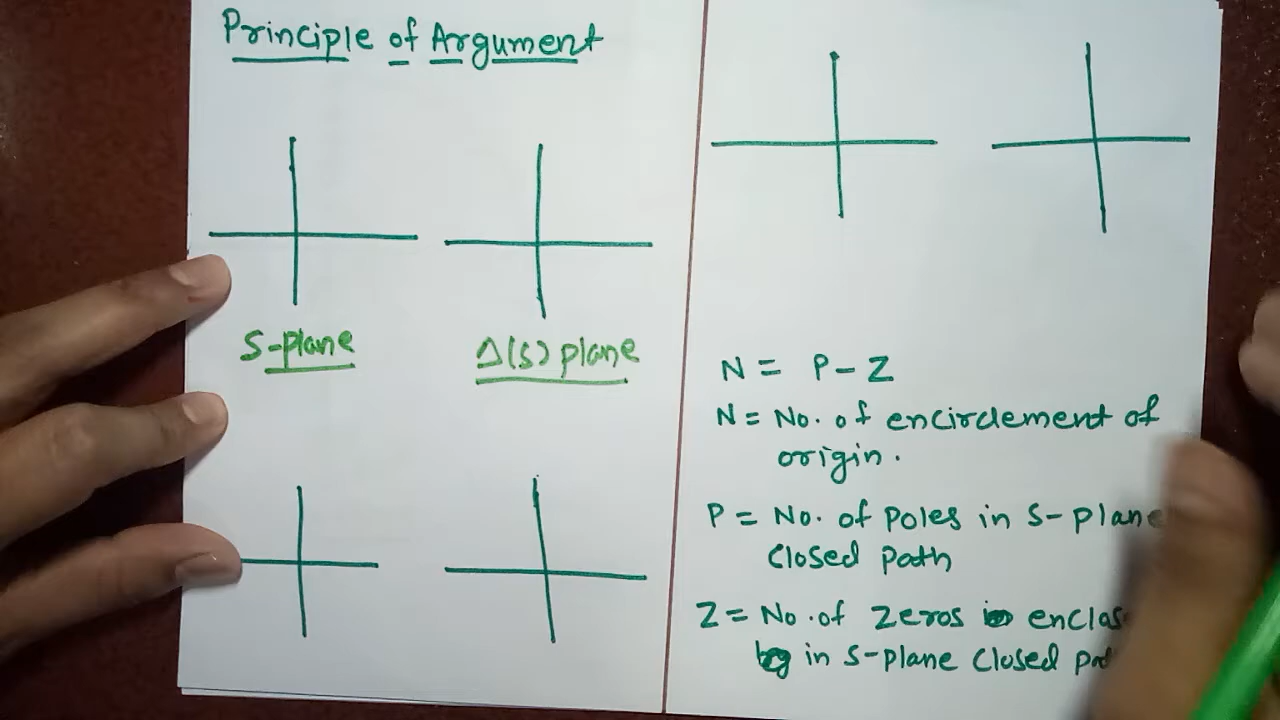 Principle of Argument
S-plane
Δ(s) plane
N = P - Z
N = No. of encirclement of
origin.
P = No. of Poles in S-plane
closed path
Z = No. of Zeros
in S-plane closed